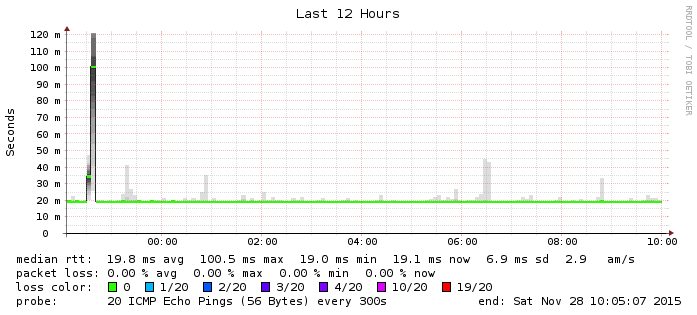 Last 12 Hours
RRDTOOL / TOBI OETIKER
Seconds
120 m
110 m
100 m
90 m
80 m
70 m
60 m
50 m
40 m
30 m
20 m
10 m
0
00:00 02:00 04:00 06:00 08:00 10:00
median rtt: 19.8 ms avg 100.5 ms max 19.0 ms min 19.1 ms now 6.9 ms sd 2.9 am/s
packet loss: 0.00 % avg 0.00 % max 0.00 % min 0.00 % now
loss color: 0 1/20 2/20 3/20 4/20 10/20 19/20
probe: 20 ICMP Echo Pings (56 Bytes) every 300s end: Sat Nov 28 10:05:07 2015